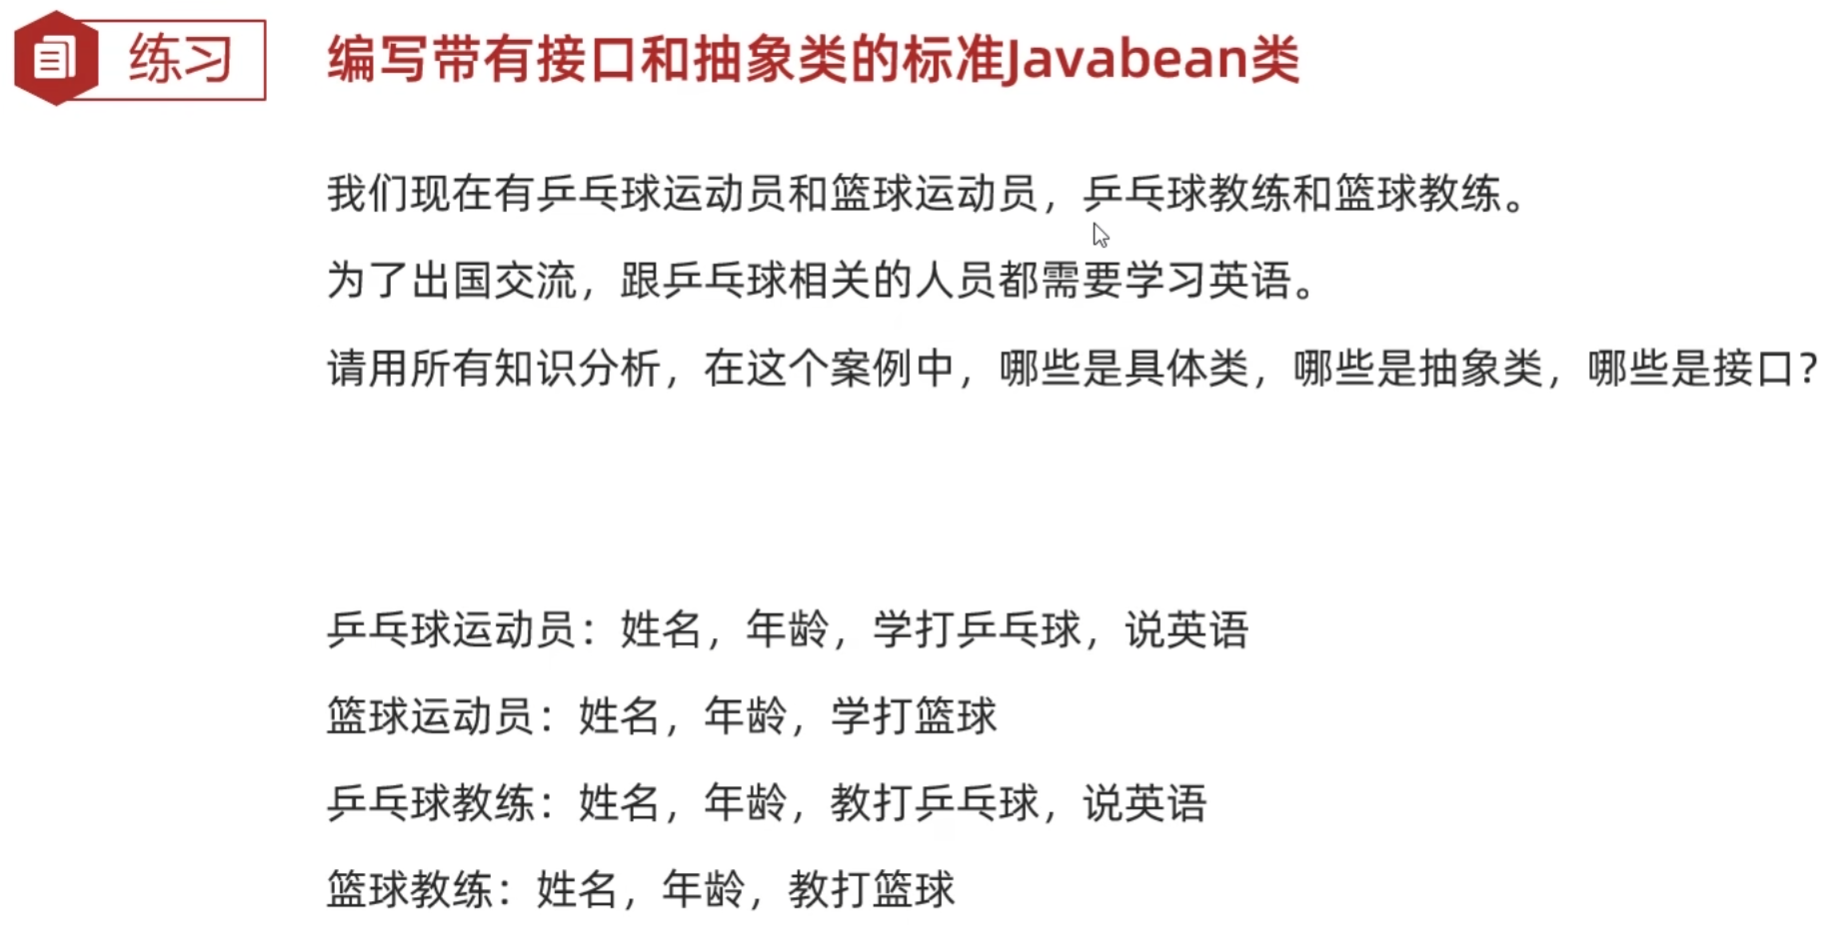 练习
编写带有接口和抽象类的标准Javabean类
我们现在有乒乓球运动员和篮球运动员，乒乓球教练和篮球教练。
为了出国交流，跟乒乓球相关的人员都需要学习英语。
请用所有知识分析，在这个案例中，哪些是具体类，哪些是抽象类，哪些是接口？
乒乓球运动员：姓名，年龄，学打乒乓球，说英语
篮球运动员：姓名，年龄，学打篮球
乒乓球教练：姓名，年龄，教打乒乓球，说英语
篮球教练：姓名，年龄，教打篮球